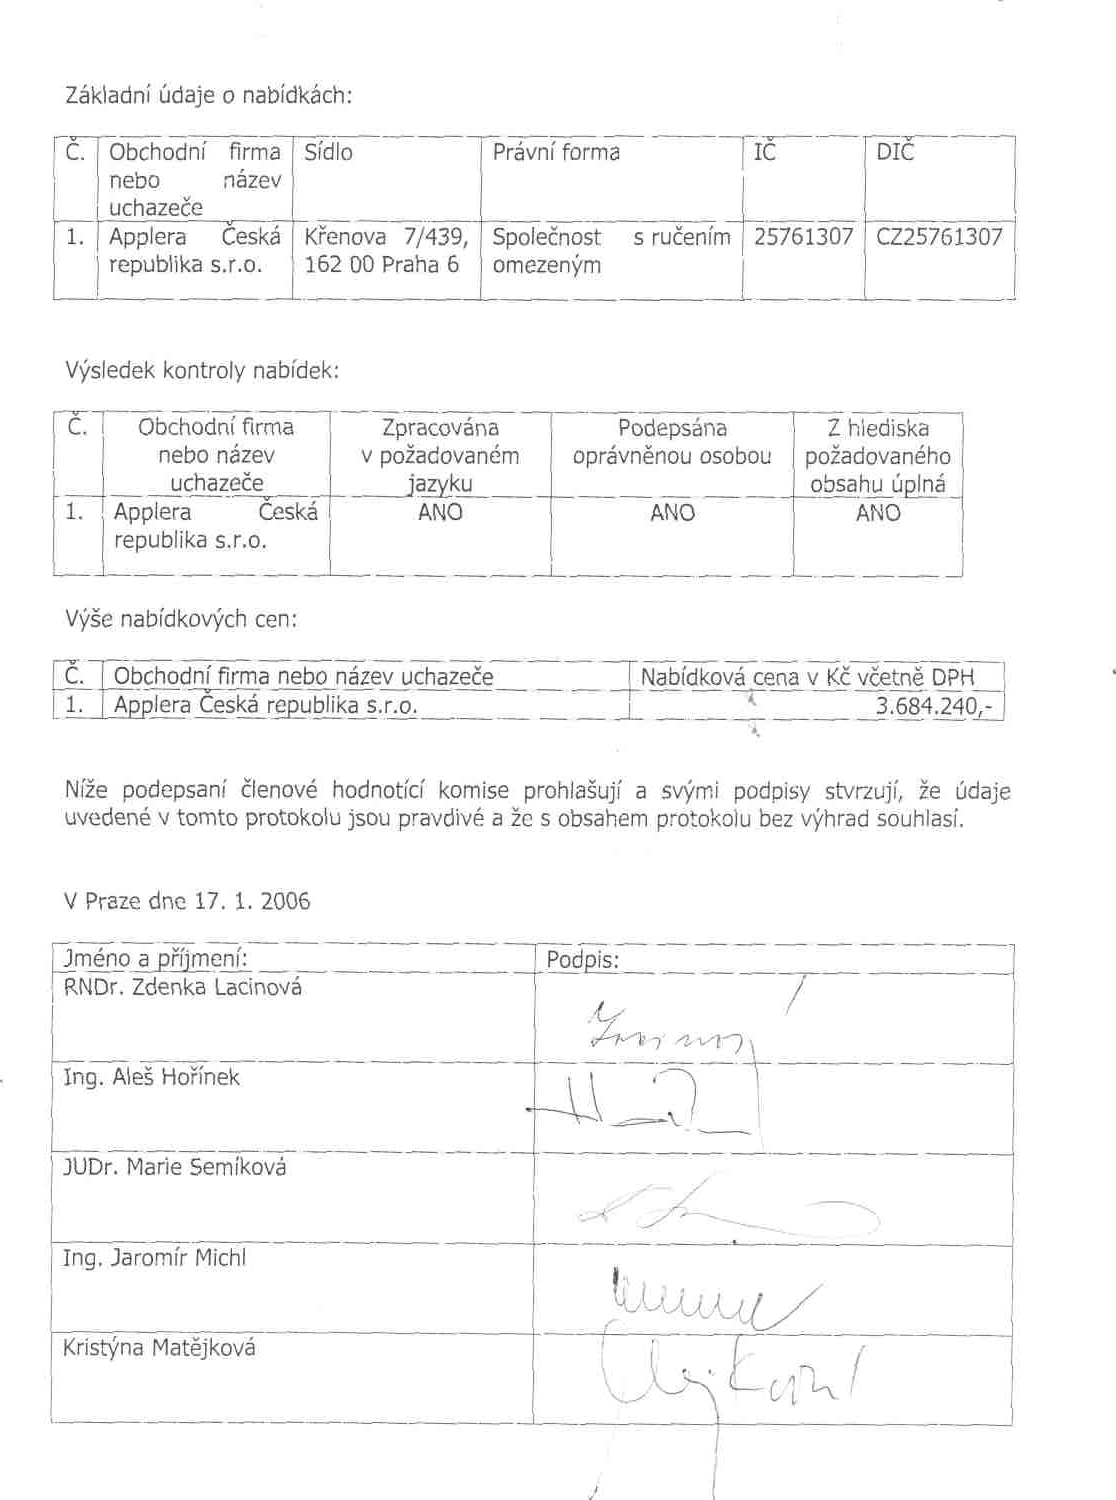 Základní údaje o nabídkách:
Č. Obchodní firma nebo název uchazeče Sídlo Právní forma IČ DIČ
1. Applera Česká republika s.r.o. Křenova 7/439, 162 00 Praha 6 Společnost s ručením omezeným 25761307 CZ25761307
Výsledek kontroly nabídek:
Č. Obchodní firma nebo název uchazeče Zpracována v požadovaném jazyku Podepsána oprávněnou osobou Z hlediska požadovaného obsahu úplná
1. Applera Česká republika s.r.o. ANO ANO ANO
Výše nabídkových cen:
Č. Obchodní firma nebo název uchazeče Nabídková cena v Kč včetně DPH
1. Applera Česká republika s.r.o. 3.684.240,-
Níže podepsaní členové hodnotící komise prohlašují a svými podpisy stvrzují, že údaje
uvedené v tomto protokolu jsou pravdivé a že s obsahem protokolu bez výhrad souhlasí.
V Praze dne 17. 1. 2006
Jméno a příjmení: Podpis:
RNDr. Zdenka Lacinová
Ing. Aleš Hořínek
JUDr. Marie Semíková
Ing. Jaromír Michl
Kristýna Matějková